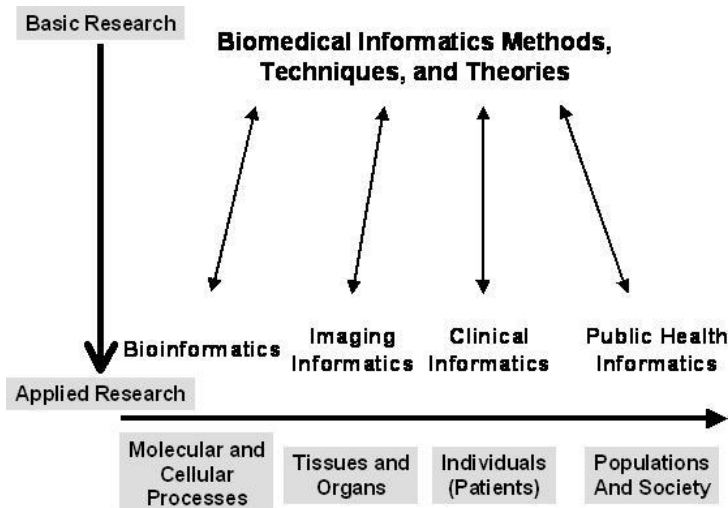 Basic Research
Biomedical Informatics Methods,
Techniques, and Theories
Bioinformatics
Imaging
Informatics
Clinical
Informatics
Public Health
Informatics
Applied Research
Molecular and
Cellular
Processes
Tissues and
Organs
Individuals
(Patients)
Populations
And Society